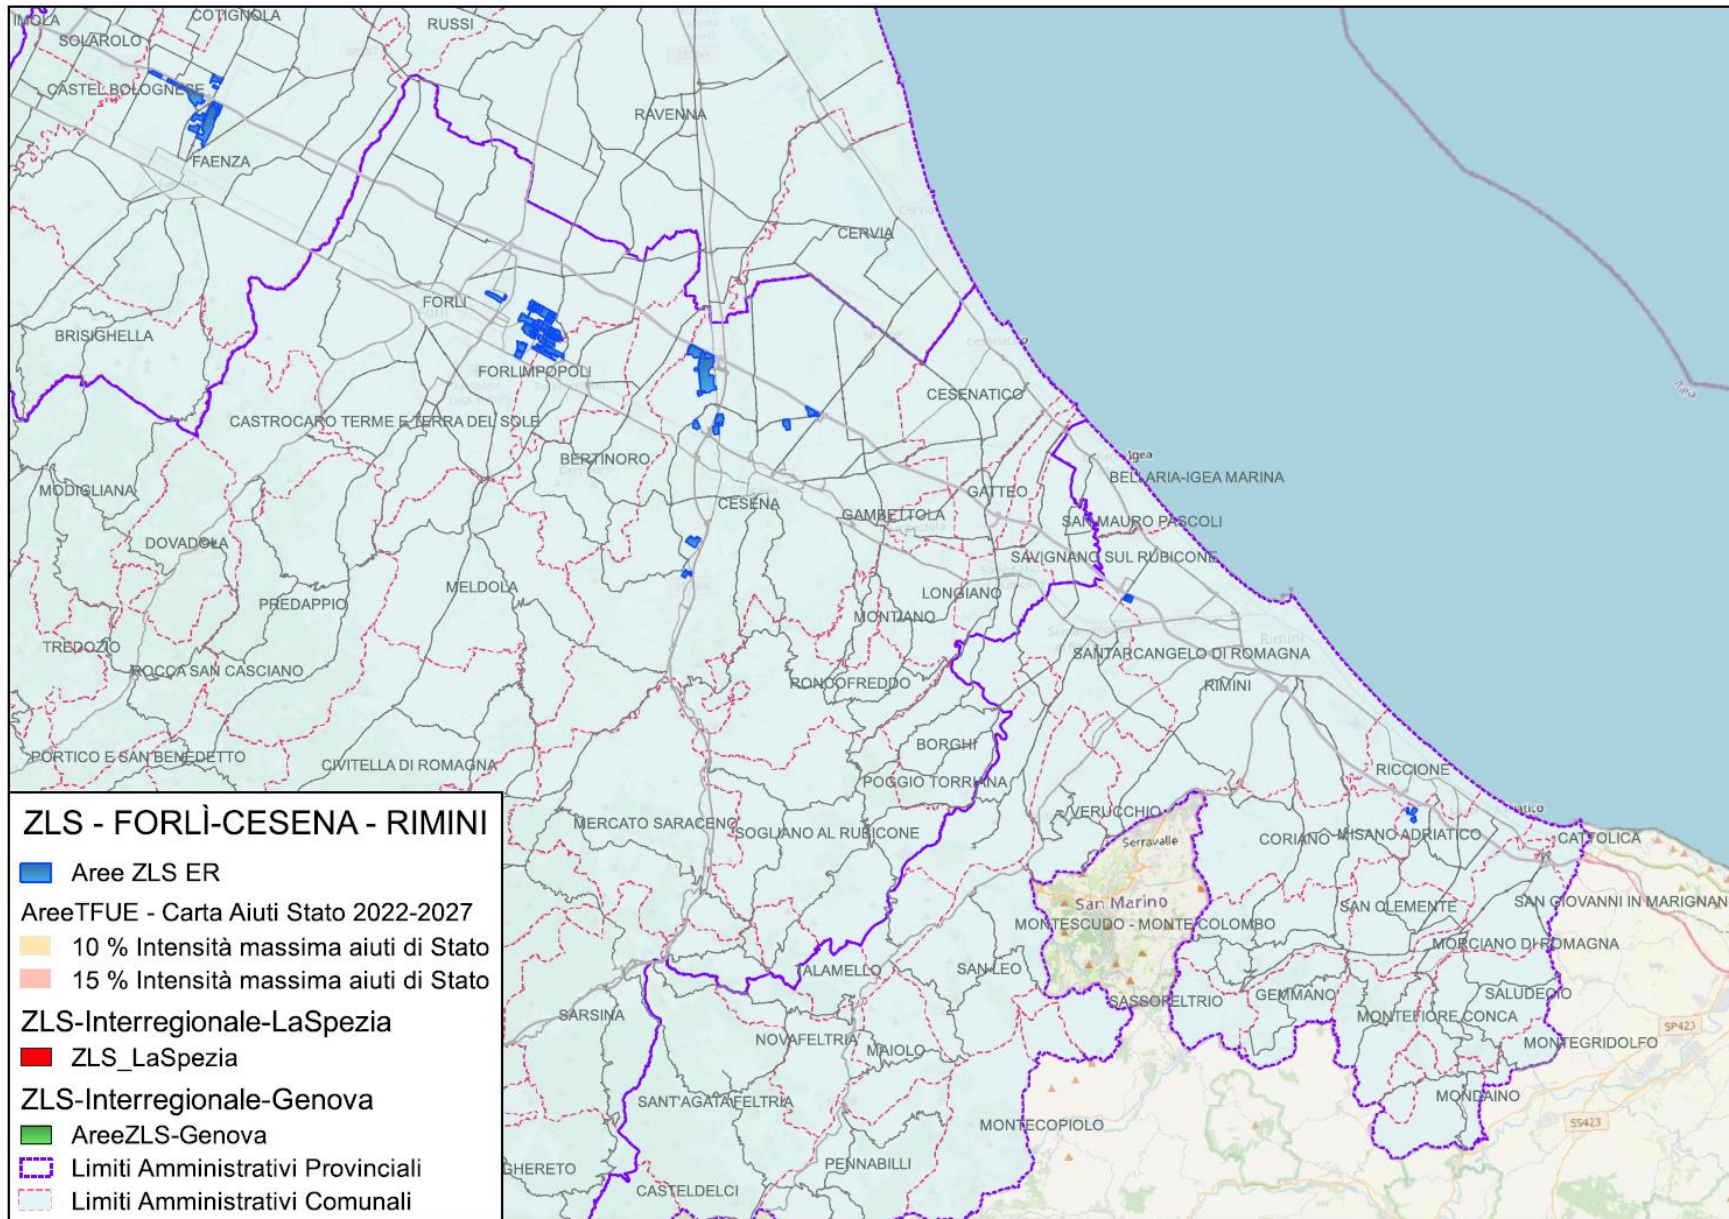 IMOLA
COTIGNOLA
RUSSI
SOLAROLO
CASTEL BOLOGNESE
RAVENNA
FAENZA
CERVIA
FORLÌ
BRISIGHELLA
FORLIMPOPOLI
CESENATICO
CASTROCARO TERME E TERRA DEL SOLE
Italia
Igea
BERTINORO
BELLARIA-IGEA MARINA
MODIGLIANA
GATTEO
CESENA
GAMBETTOLA
SAN MAURO PASCOLI
DOVADOLA
SAVIGNANO SUL RUBICONE
MELDOLA
LONGIANO
PREDAPPIO
MONTIANO
Rimini
TREDOZIO
SANTARCANGELO DI ROMAGNA
ROCCA SAN CASCIANO
RONCOFREDDO
RIMINI
BORGHI
PORTICO E SAN BENEDETTO
CIVITELLA DI ROMAGNA
RICCIONE
POGGIO TORRIANA
VERUCCHIO
MERCATO SARACENO
SOGLIANO AL RUBICONE
CORIANO
MISANO ADRIATICO
CATTOLICA
Serravalle
San Marino
SAN CLEMENTE
SAN GIOVANNI IN MARIGNAN
MONTESCUDO - MONTE COLOMBO
MORCIANO DI ROMAGNA
TALAMELLO
SAN LEO
SASSOFELTRIO
GEMMANO
SALUDECIO
SARSINA
MONTEFIORE CONCA
SP423
NOVAFELTRIA
MAIOLO
MONTEGRIDOLFO
SANT'AGATA FELTRIA
MONDAINO
MONTECOPIOLO
SS423
GHERETO
PENNABILLI
CASTELDELCI
ZLS - FORLÌ-CESENA - RIMINI
Aree ZLS ER
AreeTFUE - Carta Aiuti Stato 2022-2027
10 % Intensità massima aiuti di Stato
15 % Intensità massima aiuti di Stato
ZLS-Interregionale-LaSpezia
ZLS_LaSpezia
ZLS-Interregionale-Genova
AreeZLS-Genova
Limiti Amministrativi Provinciali
Limiti Amministrativi Comunali